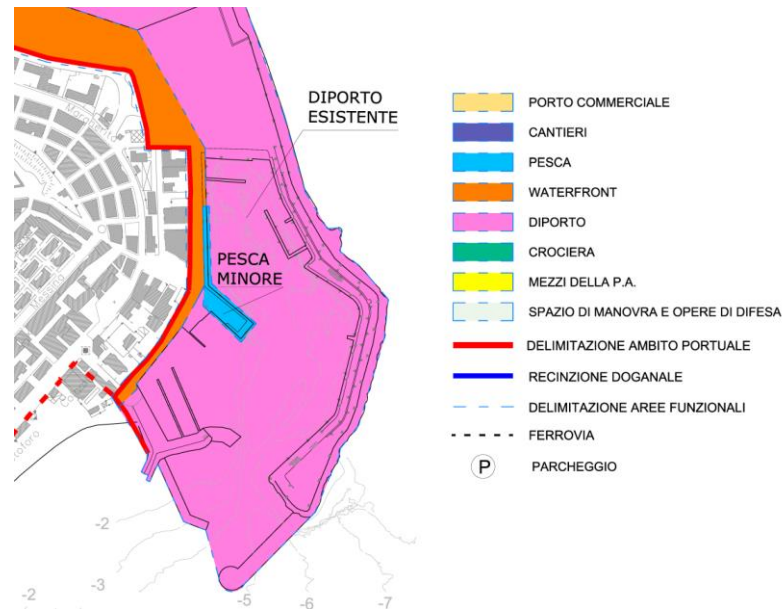 DIPORTO
ESISTENTE
PESCA
MINORE
-2
-3
-2
-5
-6
-7
PORTO COMMERCIALE
CANTIERI
PESCA
WATERFRONT
DIPORTO
CROCIERA
MEZZI DELLA P.A.
SPAZIO DI MANOVRA E OPERE DI DIFESA
DELIMITAZIONE AMBITO PORTUALE
RECINZIONE DOGANALE
DELIMITAZIONE AREE FUNZIONALI
FERROVIA
P PARCHEGGIO